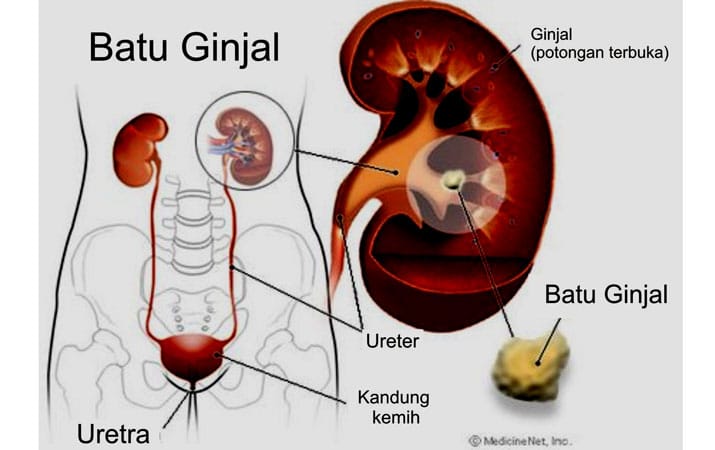 Batu Ginjal
Ginjal
(potongan terbuka)
Batu Ginjal
Ureter
Kandung
kemih
Uretra
© MedicineNet, Inc.